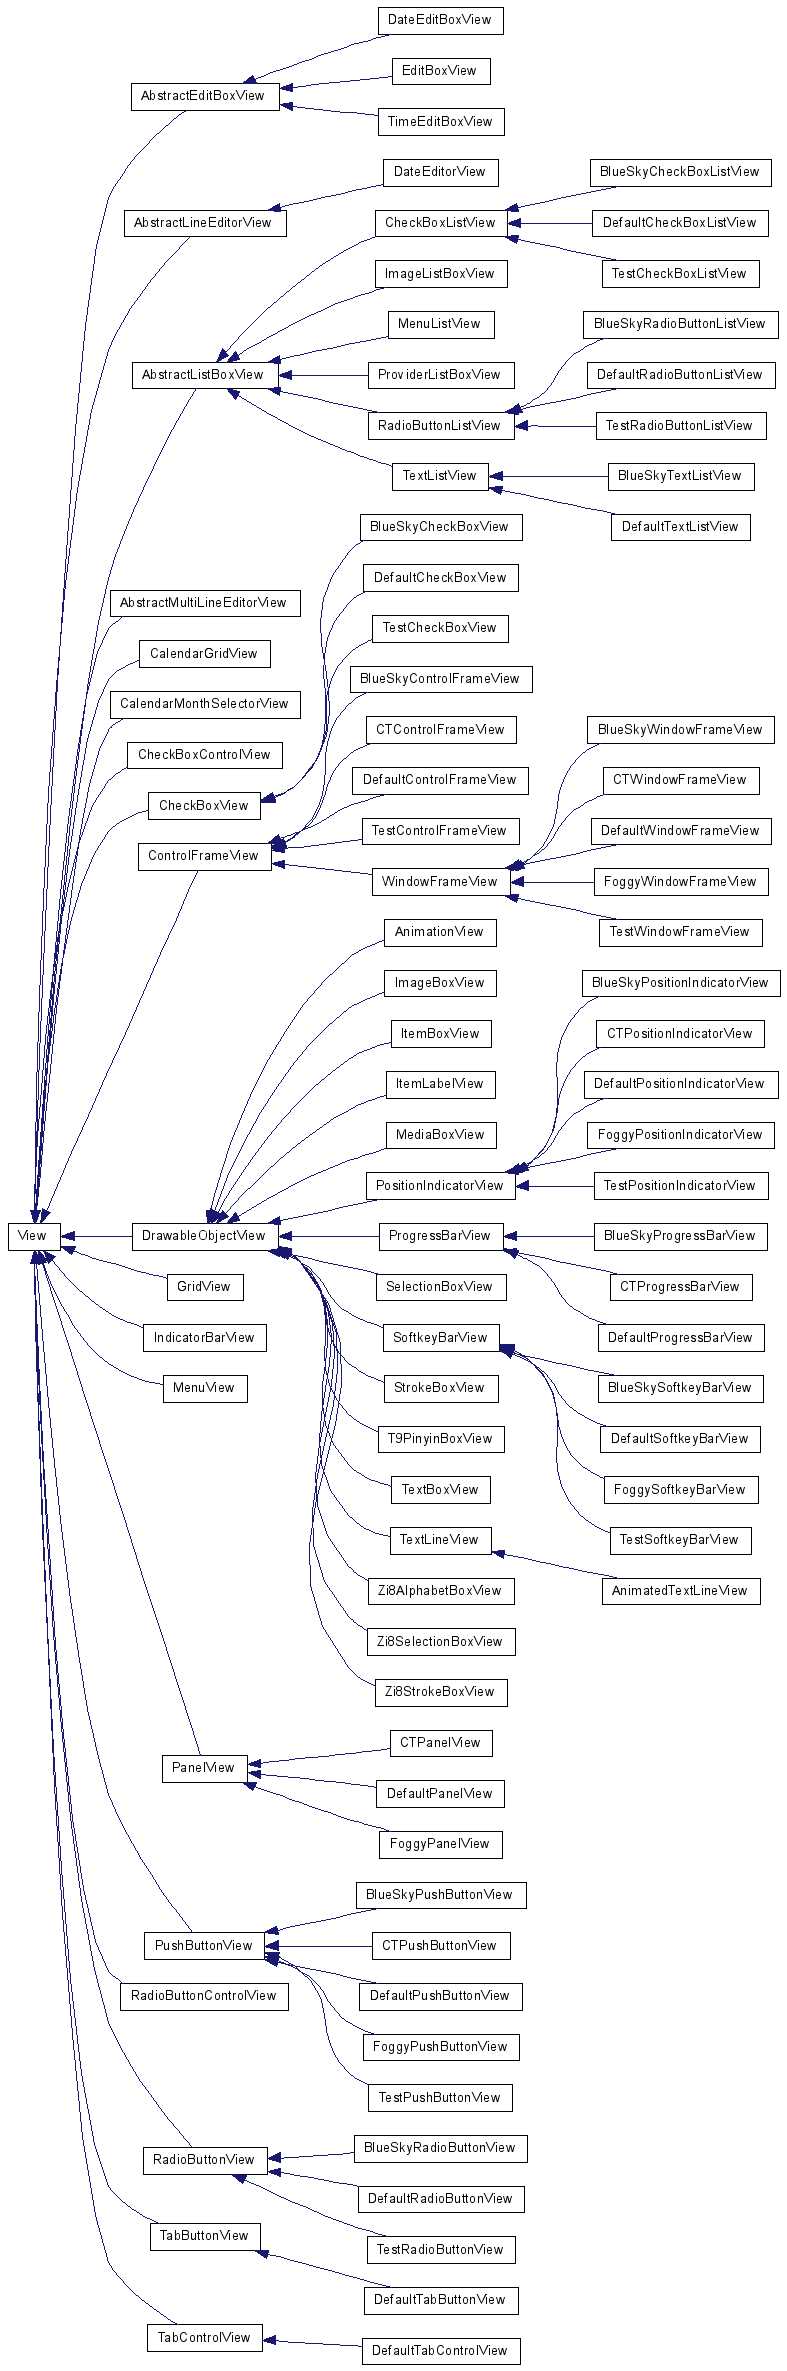 DateEditBoxView
EditBoxView
AbstractEditBoxView
TimeEditBoxView
DateEditorView
BlueSkyCheckBoxListView
AbstractLineEditorView
CheckBoxListView
DefaultCheckBoxListView
ImageListBoxView
TestCheckBoxListView
MenuListView
BlueSkyRadioButtonListView
AbstractListBoxView
ProviderListBoxView
DefaultRadioButtonListView
RadioButtonListView
TestRadioButtonListView
TextListView
BlueSkyTextListView
BlueSkyCheckBoxView
DefaultTextListView
DefaultCheckBoxView
AbstractMultiLineEditorView
TestCheckBoxView
CalendarGridView
BlueSkyControlFrameView
CalendarMonthSelectorView
CTControlFrameView
BlueSkyWindowFrameView
CheckBoxControlView
DefaultControlFrameView
CTWindowFrameView
CheckBoxView
TestControlFrameView
DefaultWindowFrameView
ControlFrameView
WindowFrameView
FoggyWindowFrameView
AnimationView
TestWindowFrameView
ImageBoxView
BlueSkyPositionIndicatorView
ItemBoxView
CTPositionIndicatorView
ItemLabelView
DefaultPositionIndicatorView
MediaBoxView
FoggyPositionIndicatorView
PositionIndicatorView
TestPositionIndicatorView
View
DrawableObjectView
ProgressBarView
BlueSkyProgressBarView
GridView
SelectionBoxView
CTProgressBarView
IndicatorBarView
SoftkeyBarView
DefaultProgressBarView
MenuView
StrokeBoxView
BlueSkySoftkeyBarView
T9PinyinBoxView
DefaultSoftkeyBarView
TextBoxView
FoggySoftkeyBarView
TextLineView
TestSoftkeyBarView
Zi8AlphabetBoxView
AnimatedTextLineView
Zi8SelectionBoxView
Zi8StrokeBoxView
CTPanelView
PanelView
DefaultPanelView
FoggyPanelView
BlueSkyPushButtonView
PushButtonView
CTPushButtonView
RadioButtonControlView
DefaultPushButtonView
FoggyPushButtonView
TestPushButtonView
BlueSkyRadioButtonView
RadioButtonView
DefaultRadioButtonView
TabButtonView
TestRadioButtonView
DefaultTabButtonView
TabControlView
DefaultTabControlView